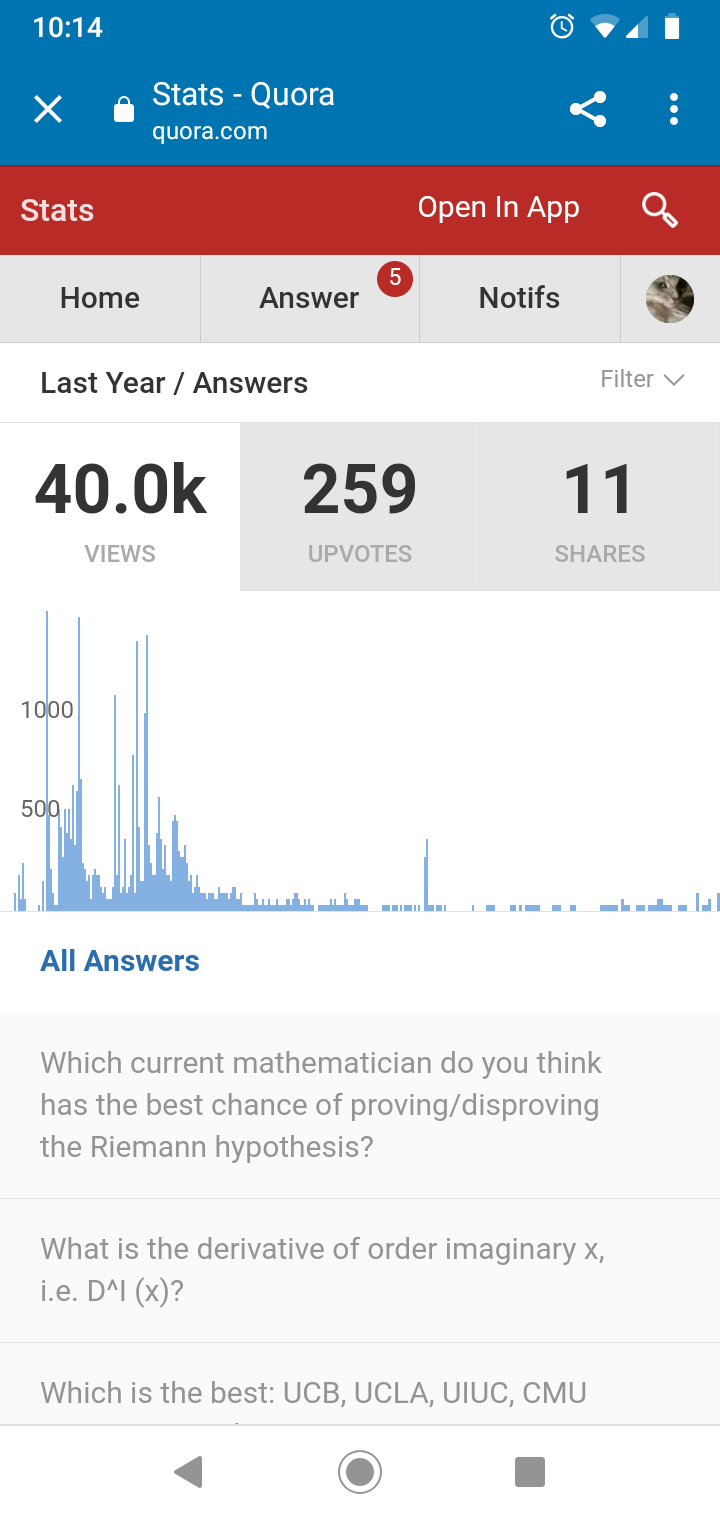 10:14
Stats - Quora
quora.com
Stats
Open In App
Home
Answer
5
Notifs
Last Year / Answers
Filter
40.0k
259
11
VIEWS
UPVOTES
SHARES
1000
500
All Answers
Which current mathematician do you think
has the best chance of proving/disproving
the Riemann hypothesis?
What is the derivative of order imaginary x,
i.e. D^I (x)?
Which is the best: UCB, UCLA, UIUC, CMU